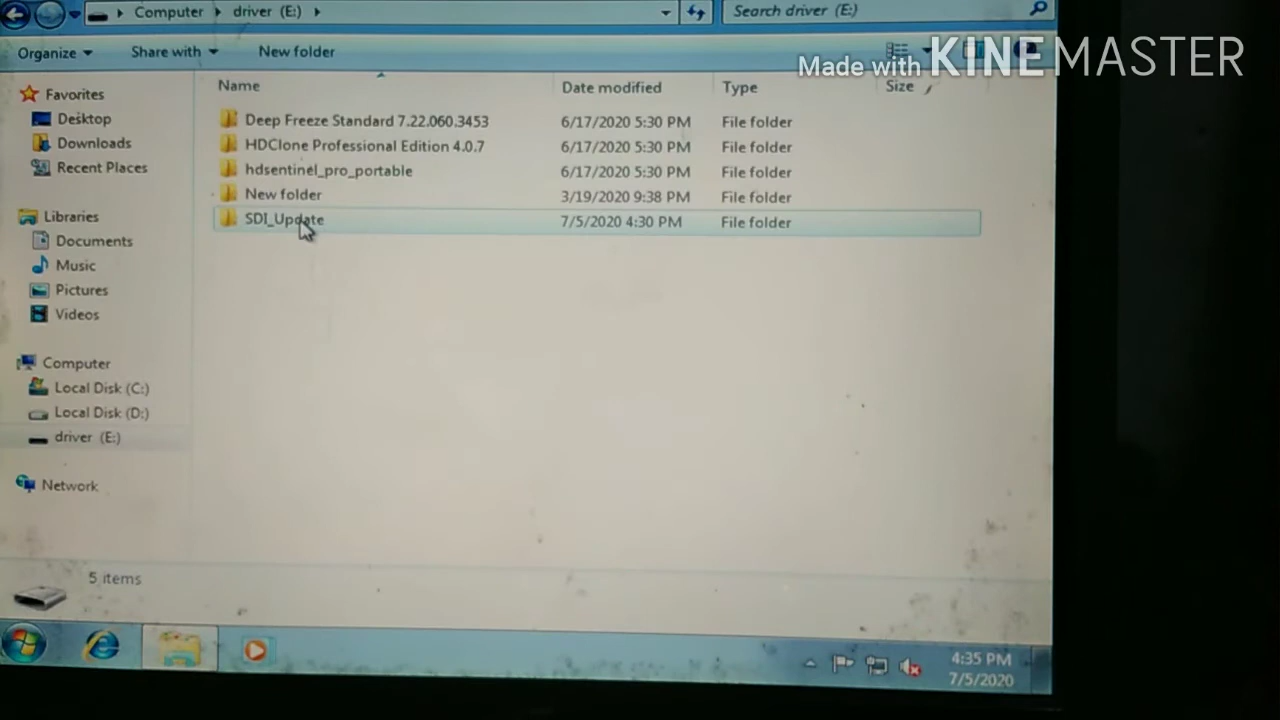 Computer driver (E:)
Search driver (E:)
Organize Share with New folder
Made with KINEMASTER
Name Date modified Type Size
Deep Freeze Standard 7.22.060.3453 6/17/2020 5:30 PM File folder
HDClone Professional Edition 4.0.7 6/17/2020 5:30 PM File folder
hdsentinel_pro_portable 6/17/2020 5:30 PM File folder
New folder 3/19/2020 9:38 PM File folder
SDI_Update 7/5/2020 4:30 PM File folder
Favorites
Desktop
Downloads
Recent Places
Libraries
Documents
Music
Pictures
Videos
Computer
Local Disk (C:)
Local Disk (D:)
driver (E:)
Network
5 items
4:35 PM
7/5/2020